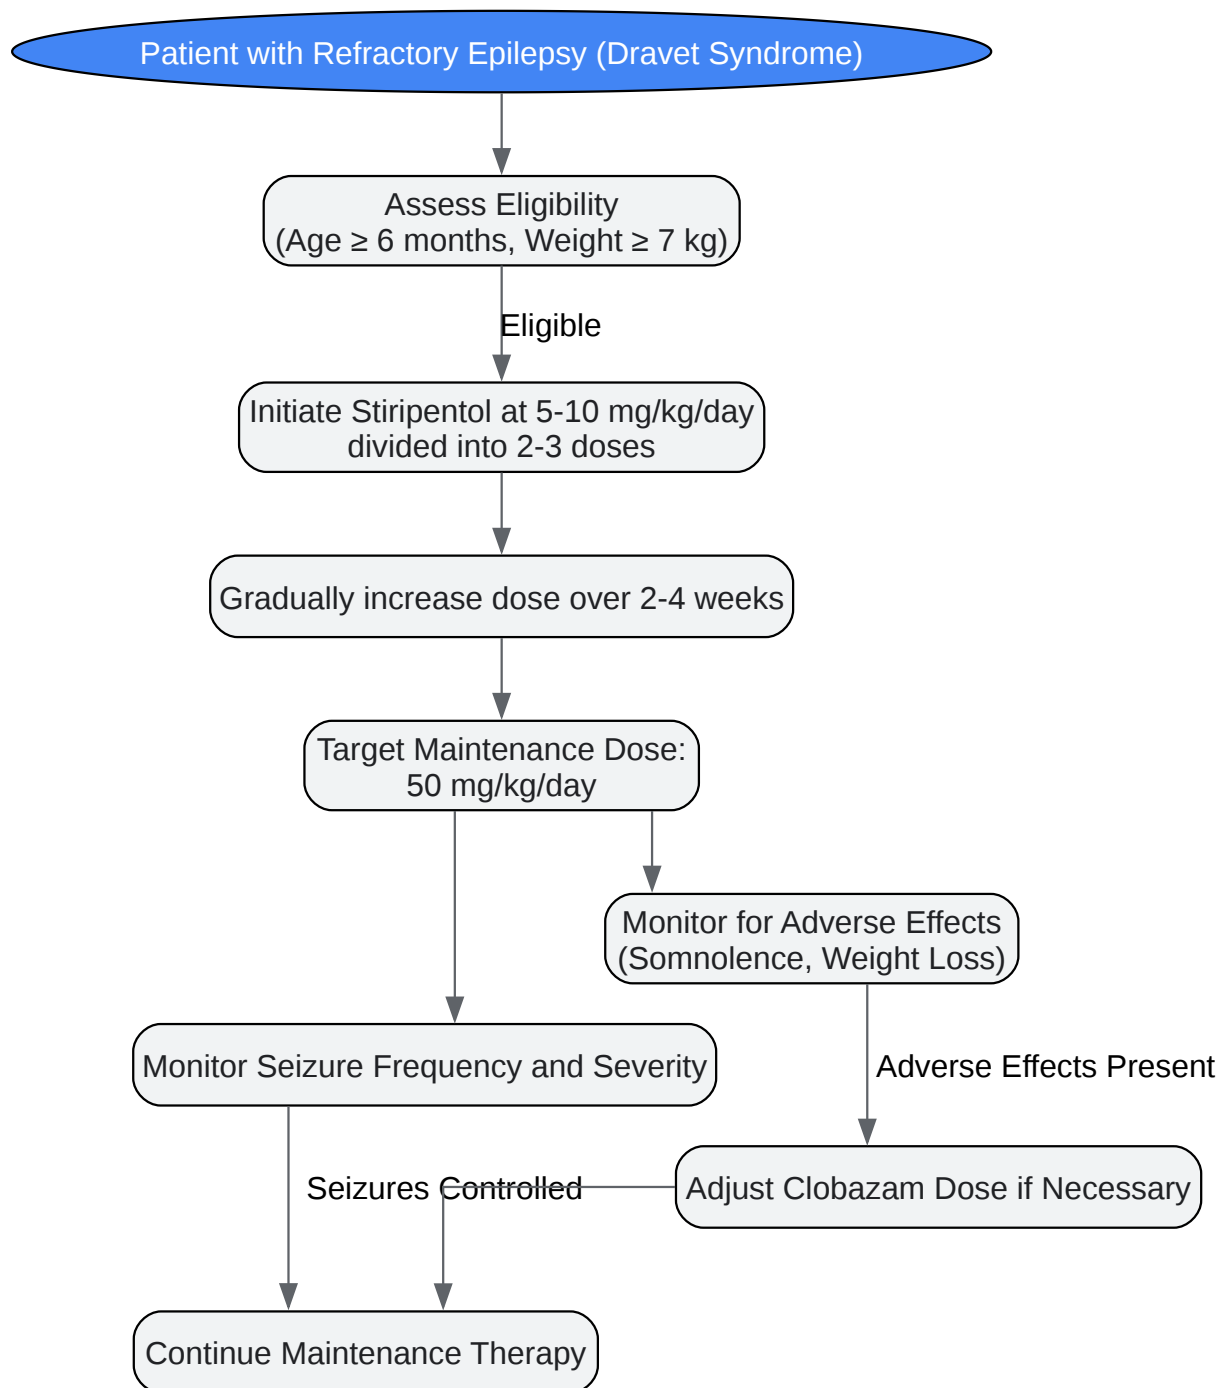 Patient with Refractory Epilepsy (Dravet Syndrome)
Assess Eligibility
(Age ≥ 6 months, Weight ≥ 7 kg)
Eligible
Initiate Stiripentol at 5-10 mg/kg/day
divided into 2-3 doses
Gradually increase dose over 2-4 weeks
Target Maintenance Dose:
50 mg/kg/day
Monitor for Adverse Effects
(Somnolence, Weight Loss)
Monitor Seizure Frequency and Severity
Adverse Effects Present
Seizures Controlled
Adjust Clobazam Dose if Necessary
Continue Maintenance Therapy